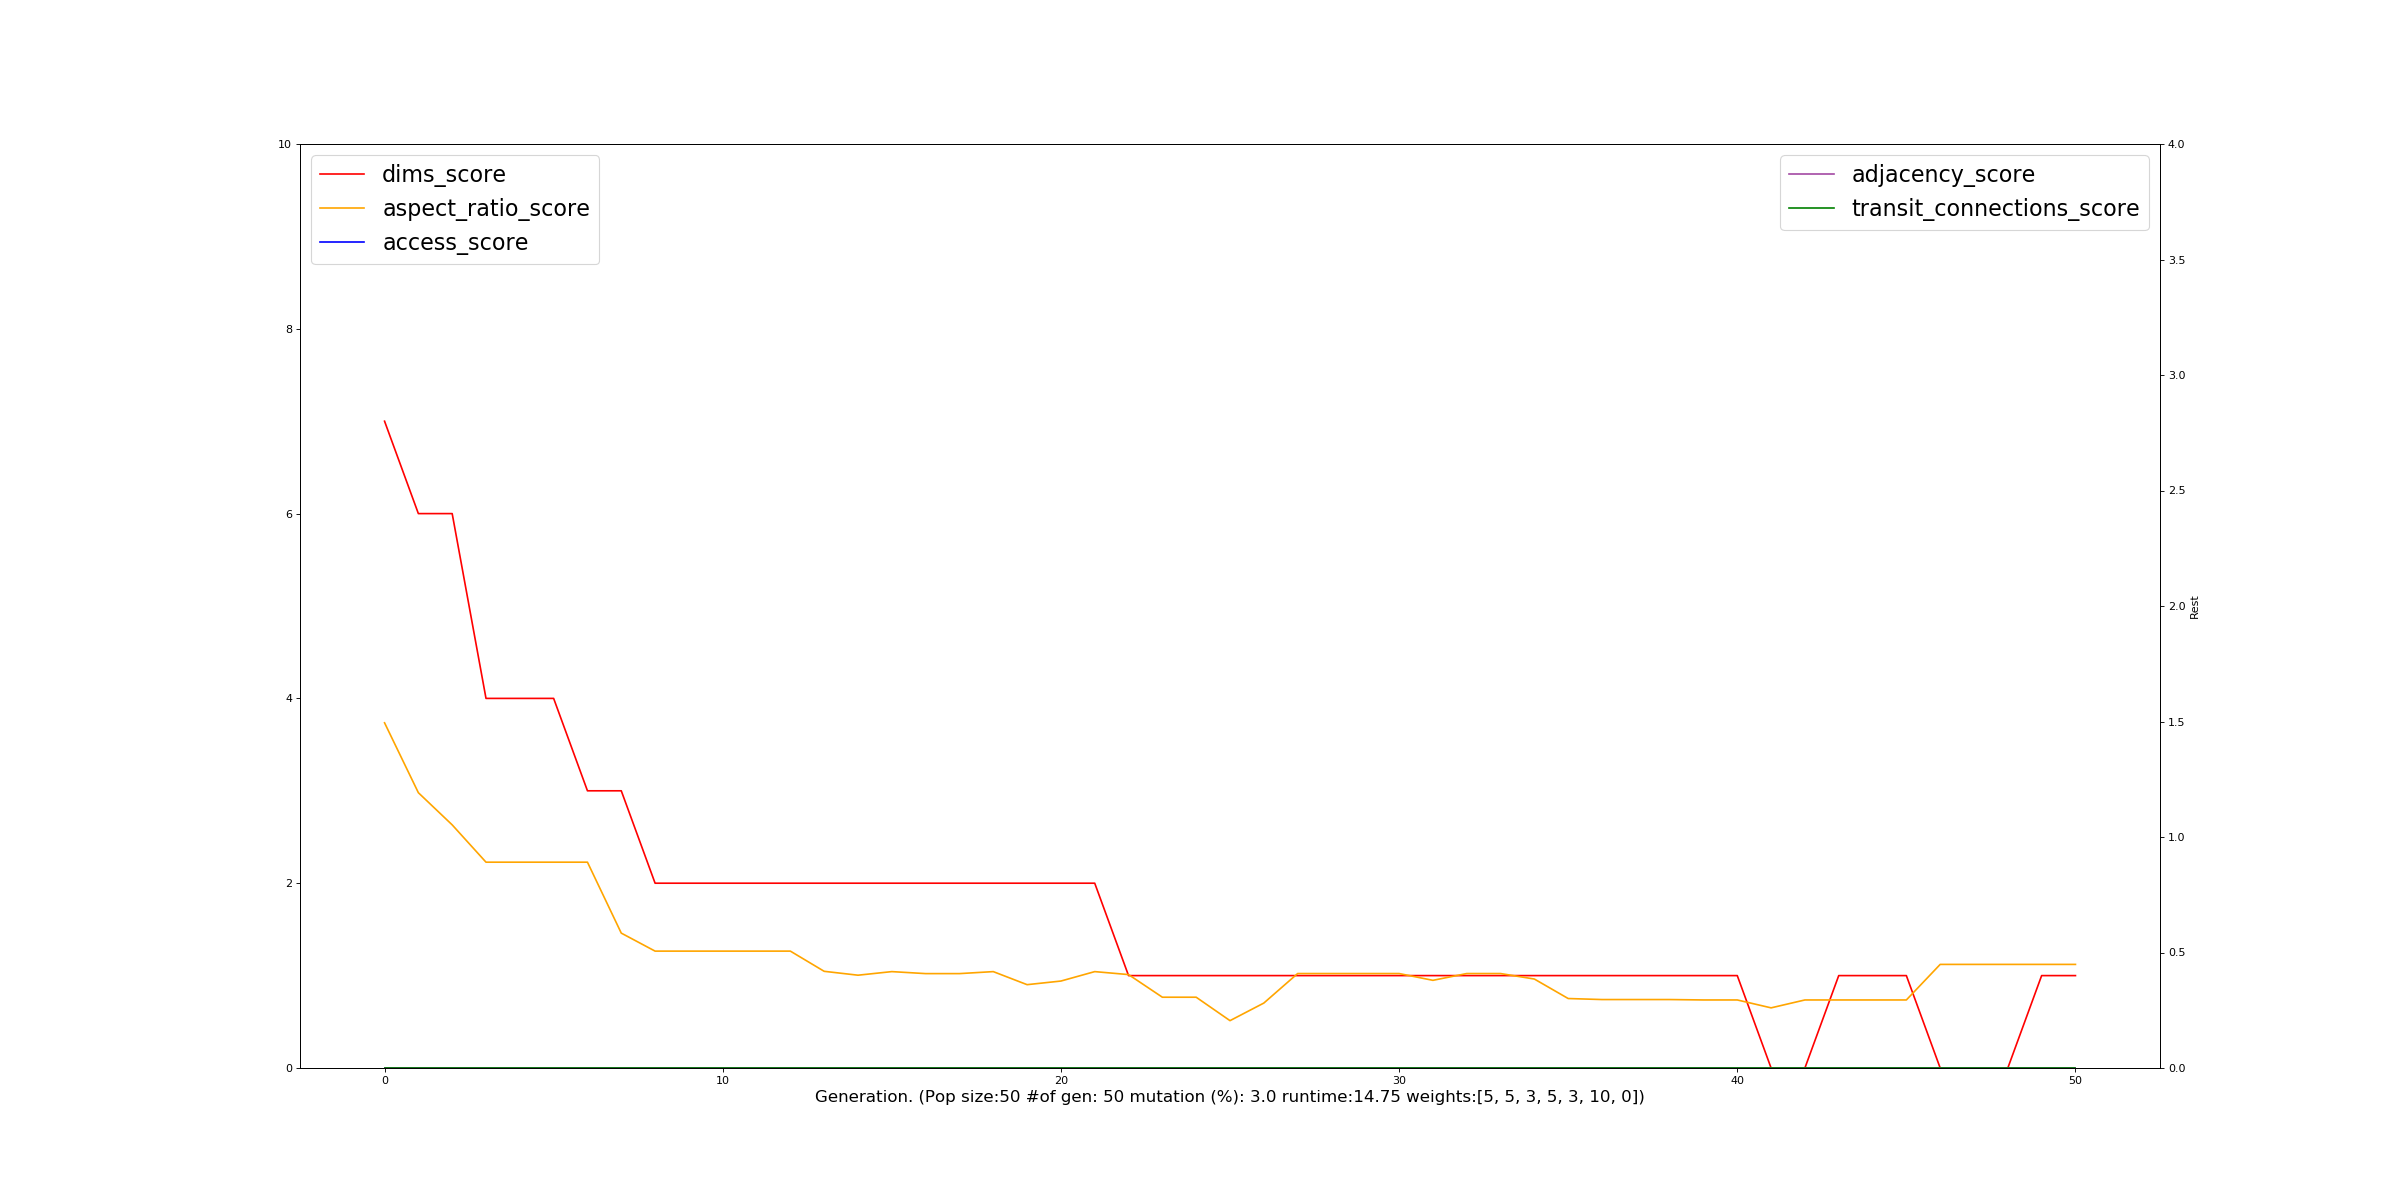 dims_score
aspect_ratio_score
access_score
adjacency_score
transit_connections_score
10
8
6
4
2
0
4.0
3.5
3.0
2.5
2.0
1.5
1.0
0.5
0.0
Rest
0 10 20 30 40 50
Generation. (Pop size:50 #of gen: 50 mutation (%): 3.0 runtime:14.75 weights:[5, 5, 3, 5, 3, 10, 0])